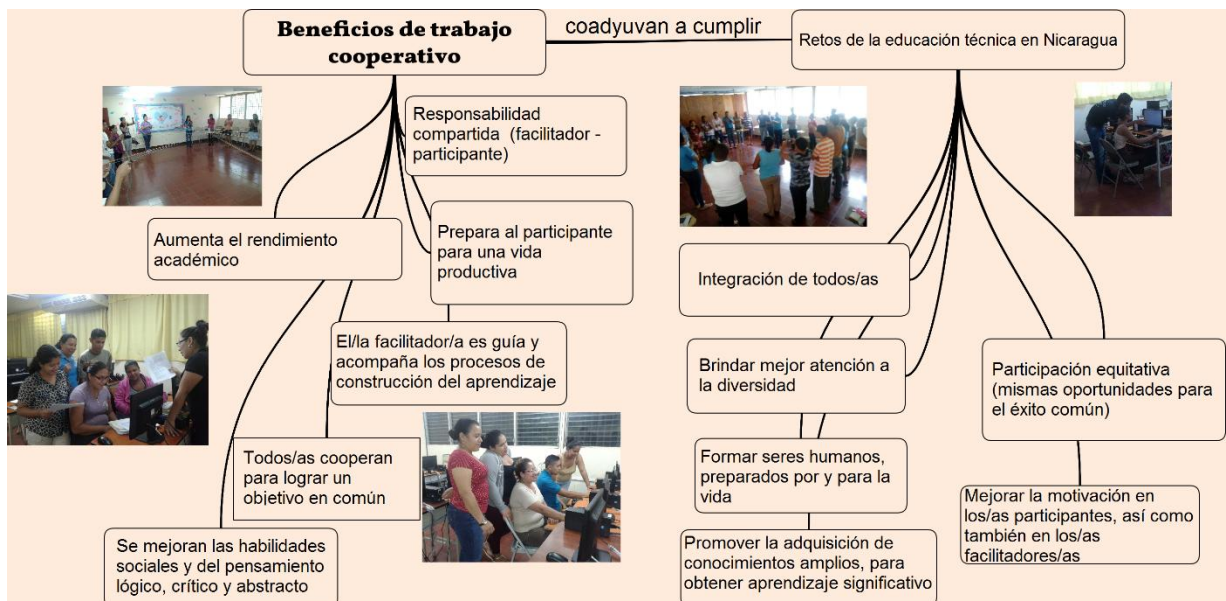 Beneficios de trabajo
cooperativo
coadyuvan a cumplir
Retos de la educación técnica en Nicaragua
Responsabilidad
compartida (facilitador -
participante)
Aumenta el rendimiento
académico
Prepara al participante
para una vida
productiva
El/la facilitador/a es guía y
acompaña los procesos de
construcción del aprendizaje
Todos/as cooperan
para lograr un
objetivo en común
Se mejoran las habilidades
sociales y del pensamiento
lógico, crítico y abstracto
Integración de todos/as
Brindar mejor atención a
la diversidad
Formar seres humanos,
preparados por y para la
vida
Promover la adquisición de
conocimientos amplios, para
obtener aprendizaje significativo
Participación equitativa
(mismas oportunidades para
el éxito común)
Mejorar la motivación en
los/as participantes, así como
también en los/as
facilitadores/as